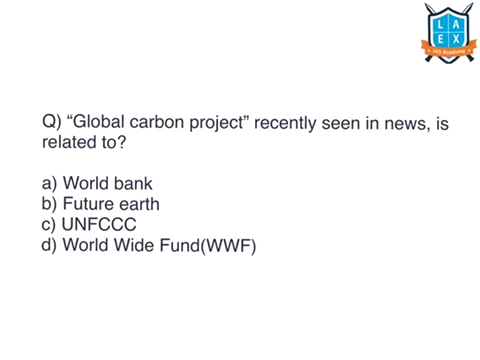 L A
E X
IAS Academy
Q) “Global carbon project” recently seen in news, is
related to?
a) World bank
b) Future earth
c) UNFCCC
d) World Wide Fund(WWF)